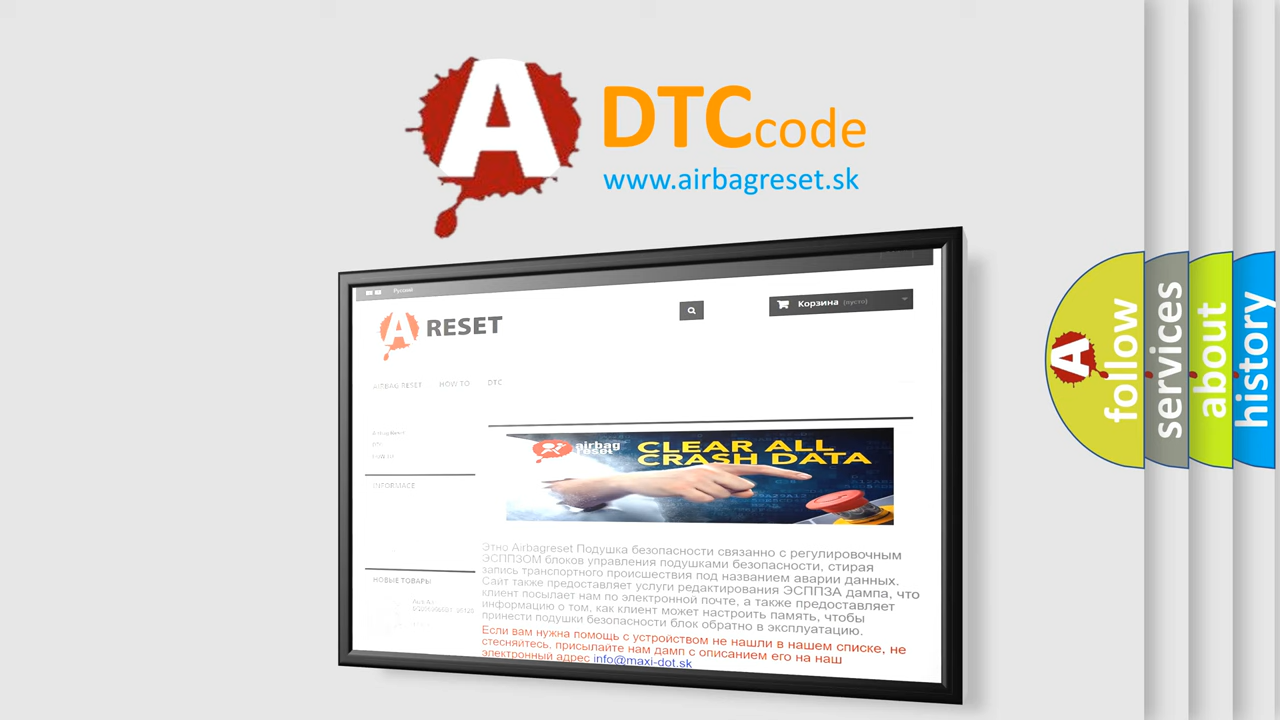 A
DTCcode
www.airbagreset.sk
Русский
A RESET
Корзина (пусто)
AIRBAG RESET HOW TO DTC
INFORMACE
НОВЫЕ ТОВАРЫ
airbag
reset
CLEAR ALL
CRASH DATA
Этно Airbagreset Подушка безопасности связанно с регулировочным
ЭСППЗОМ блоков управления подушками безопасности, стирая
запись транспортного происшествия под названием аварии данных.
Сайт также предоставляет услуги редактирования ЭСППЗА дампа, что
клиент посылает нам по электронной почте, а также предоставляет
информацию о том, как клиент может настроить память, чтобы
принести подушки безопасности блок обратно в эксплуатацию.
Если вам нужна помощь с устройством не нашли в нашем списке, не
стесняйтесь, присылайте нам дамп с описанием его на наш
электронный адрес info@maxi-dot.sk
A
follow
services
about
history